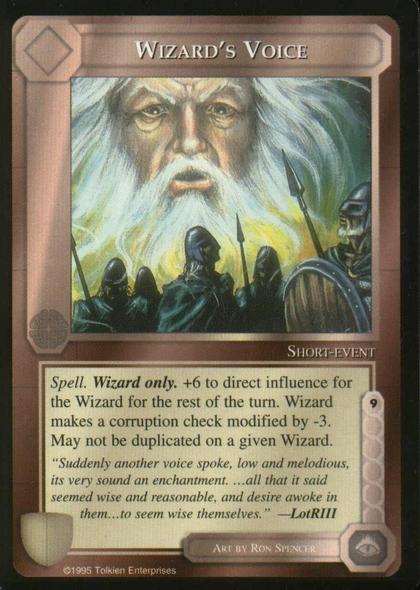 WIZARD'S VOICE
SHORT-EVENT
Spell. Wizard only. +6 to direct influence for
the Wizard for the rest of the turn. Wizard
makes a corruption check modified by -3.
May not be duplicated on a given Wizard.
9
"Suddenly another voice spoke, low and melodious,
its very sound an enchantment. ...all that it said
seemed wise and reasonable, and desire awoke in
them...to seem wise themselves." —LotRIII
ART BY RON SPENCER
©1995 Tolkien Enterprises